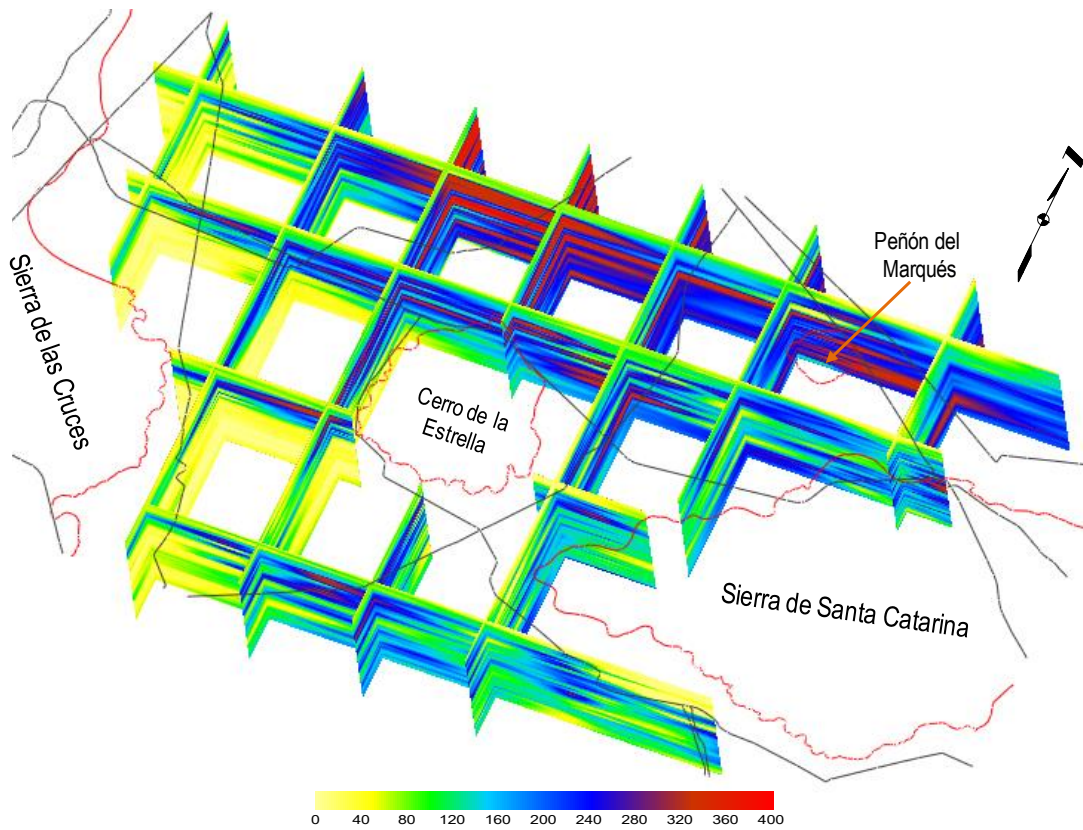 Peñón del
Marqués
Sierra de las Cruces
Cerro de la
Estrella
Sierra de Santa Catarina
0 40 80 120 160 200 240 280 320 360 400